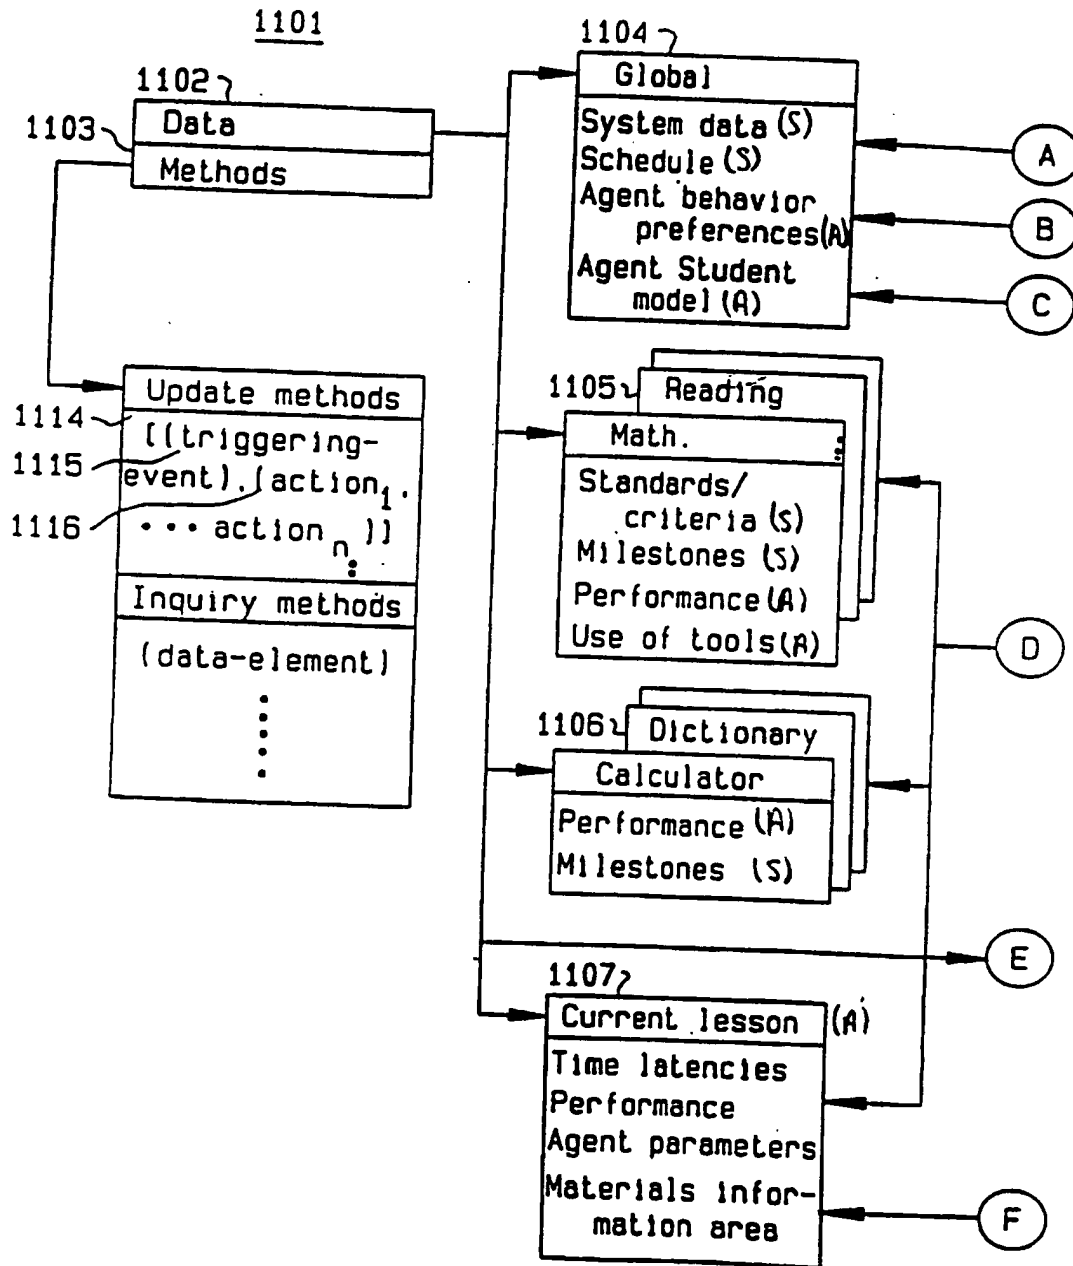 1101
1102
Data
1103
Methods
Update methods
1114
[((triggering-
1115
event).(action1.
1116
••• action n )]
Inquiry methods
(data-element)
1104
Global
System data (S)
Schedule (S)
Agent behavior
preferences (A)
Agent Student
model (A)
A
B
C
1105
Reading
Math.
Standards/
criteria (S)
Milestones (S)
Performance (A)
Use of tools (A)
D
1106
Dictionary
Calculator
Performance (A)
Milestones (S)
E
1107
Current lesson (A)
Time latencies
Performance
Agent parameters
Materials infor-
mation area
F